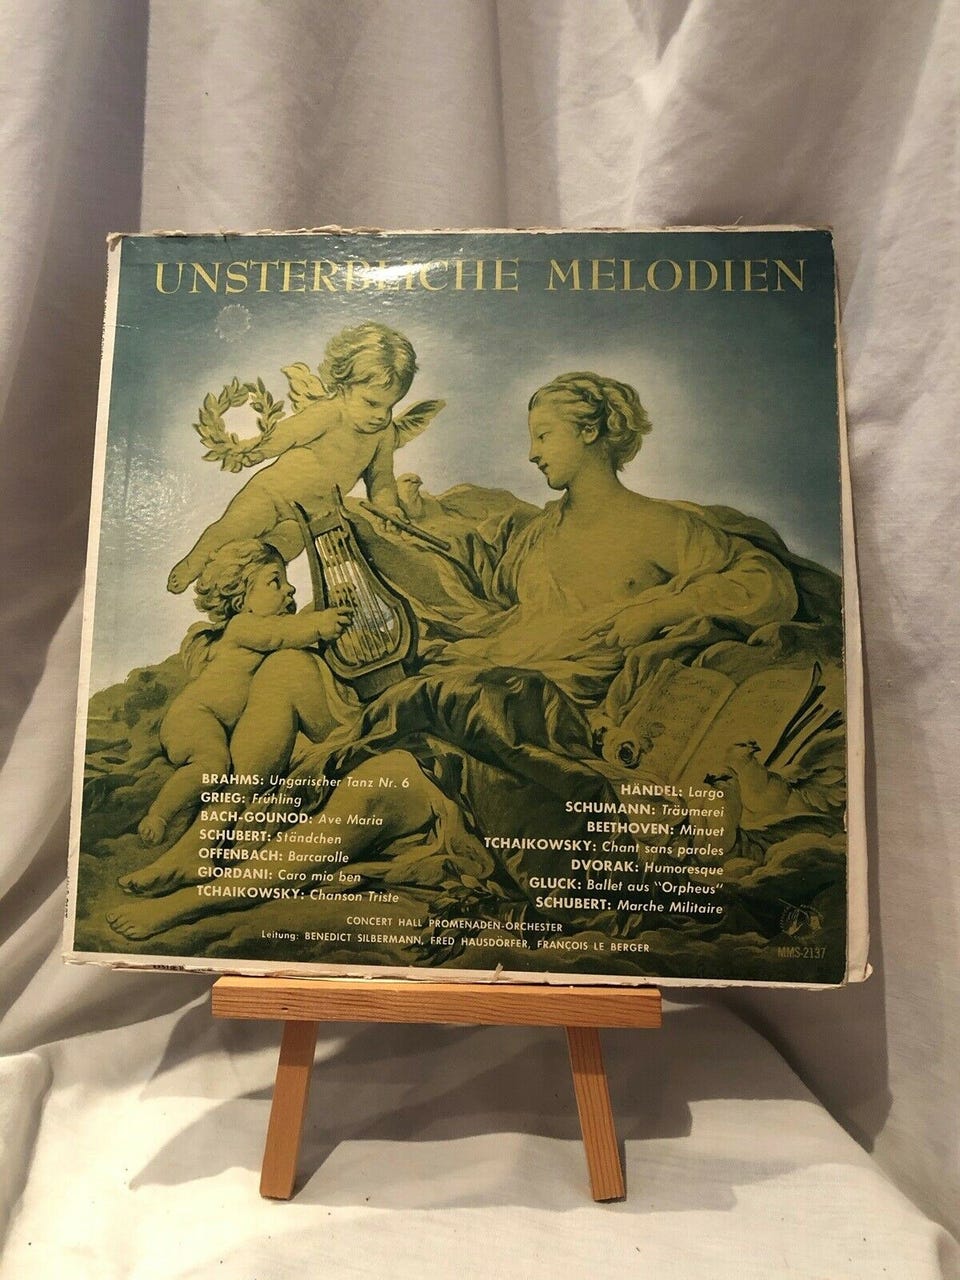 UNSTERBLICHE MELODIEN
BRAHMS: Ungarischer Tanz Nr. 6
GRIEG: Frühling
BACH-GOUNOD: Ave Maria
SCHUBERT: Ständchen
OFFENBACH: Barcarolle
GIORDANI: Caro mio ben
TCHAIKOWSKY: Chanson Triste
HÄNDEL: Largo
SCHUMANN: Träumerei
BEETHOVEN: Minuet
TCHAIKOWSKY: Chant sans paroles
DVORAK: Humoresque
GLUCK: Ballet aus "Orpheus"
SCHUBERT: Marche Militaire
CONCERT HALL PROMENADEN-ORCHESTER
Leitung: BENEDICT SILBERMANN, FRED HAUSDÖRFER, FRANÇOIS LE BERGER
MMS-2137